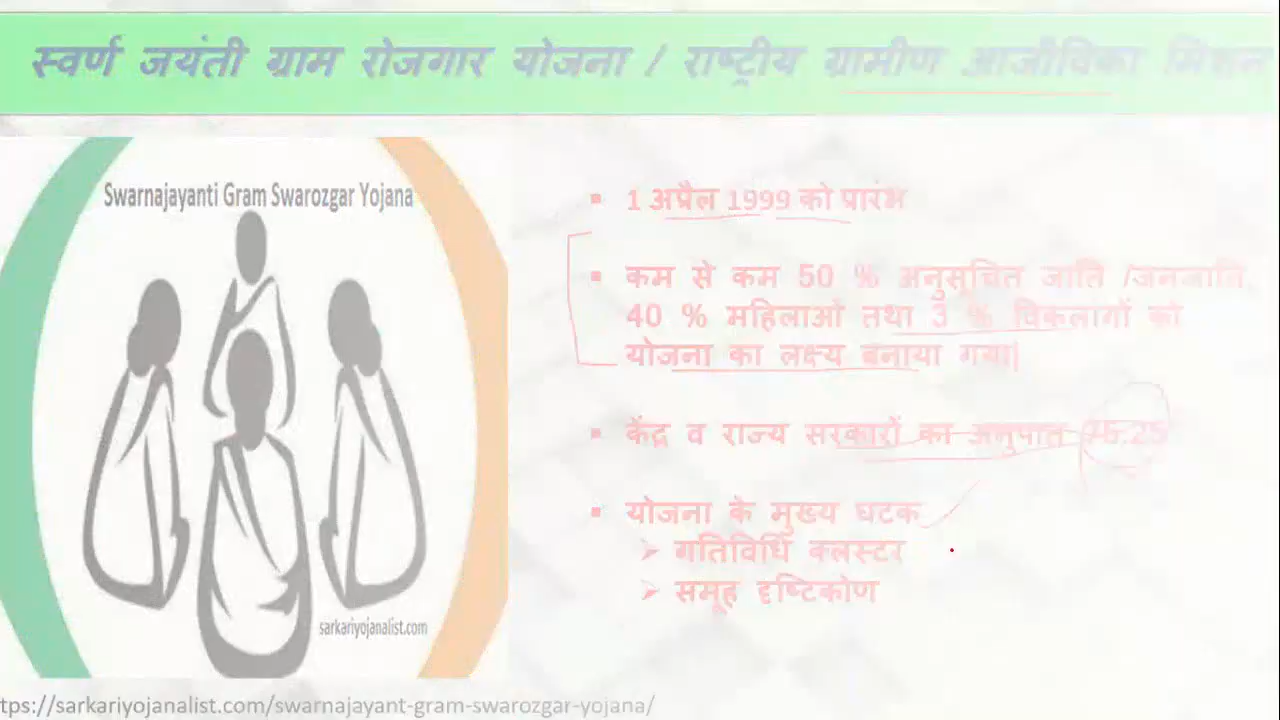 स्वर्ण जयंती ग्राम रोजगार योजना / राष्ट्रीय ग्रामीण आजीविका मिशन
Swarnajayanti Gram Swarozgar Yojana
▪ 1 अप्रैल 1999 को प्रारंभ
▪ कम से कम 50 % अनुसूचित जाति /जनजाति,
40 % महिलाओं तथा 3 % विकलांगों को
योजना का लक्ष्य बनाया गया|
▪ केंद्र व राज्य सरकारों का अनुपात 75:25
▪ योजना के मुख्य घटक
➢ गतिविधि क्लस्टर
➢ समूह दृष्टिकोण
sarkariyojanalist.com
tps://sarkariyojanalist.com/swarnajayant-gram-swarozgar-yojana/